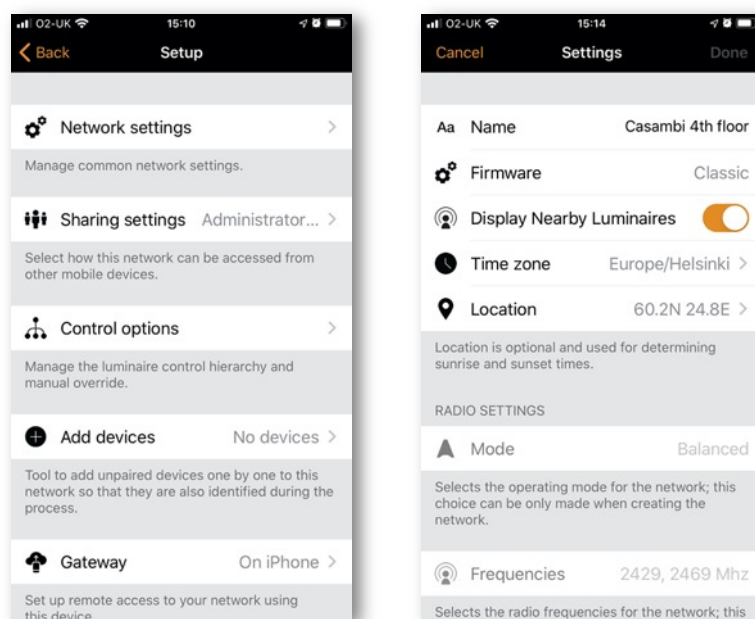 O2-UK 15:10
Back Setup
Network settings
Manage common network settings.
Sharing settings Administrator...
Select how this network can be accessed from
other mobile devices.
Control options
Manage the luminaire control hierarchy and
manual override.
Add devices No devices
Tool to add unpaired devices one by one to this
network so that they are also identified during the
process.
Gateway On iPhone
Set up remote access to your network using
this device
O2-UK 15:14
Cancel Settings Done
Aa Name Casambi 4th floor
Firmware Classic
Display Nearby Luminaires
Time zone Europe/Helsinki
Location 60.2N 24.8E
Location is optional and used for determining
sunrise and sunset times.
RADIO SETTINGS
Mode Balanced
Selects the operating mode for the network; this
choice can be only made when creating the
network.
Frequencies 2429, 2469 Mhz
Selects the radio frequencies for the network; this